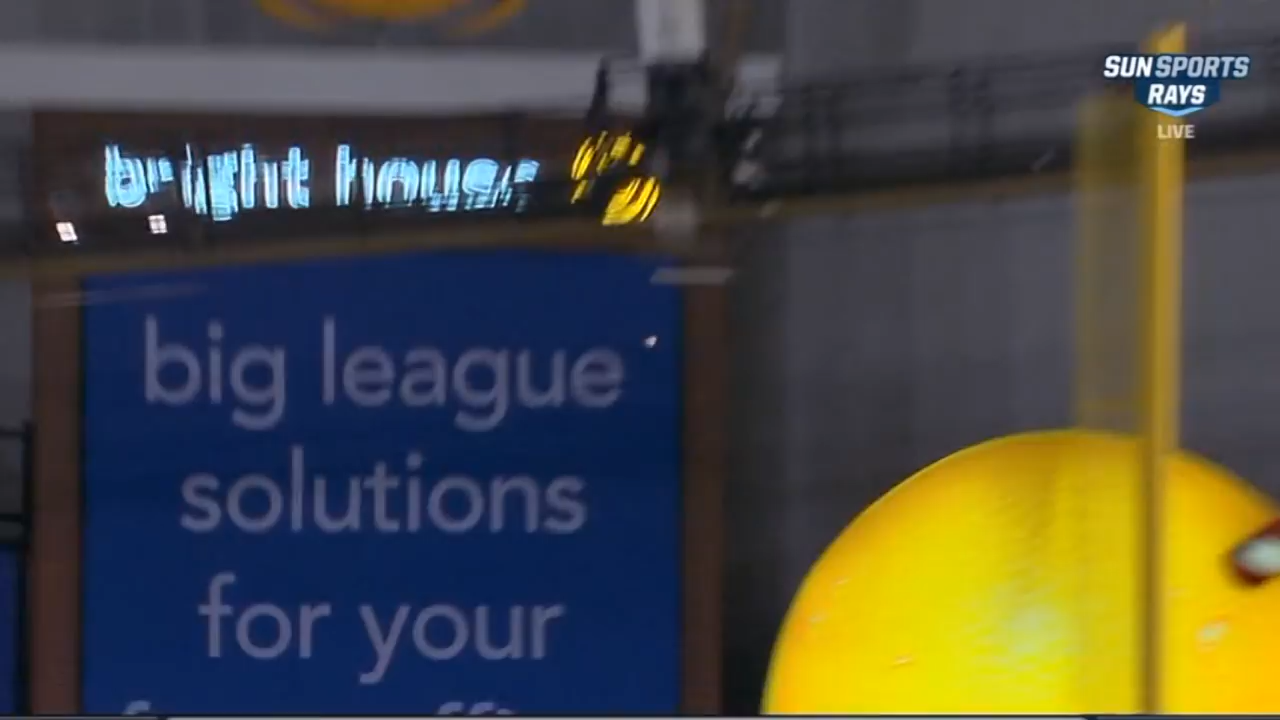 SUN SPORTS
RAYS
LIVE
bright house
big league
solutions
for your